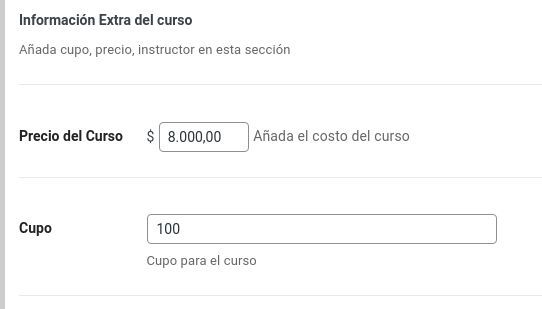 Información Extra del curso
Añada cupo, precio, instructor en esta sección
Precio del Curso $ 8.000,00 Añada el costo del curso
Cupo 100
Cupo para el curso